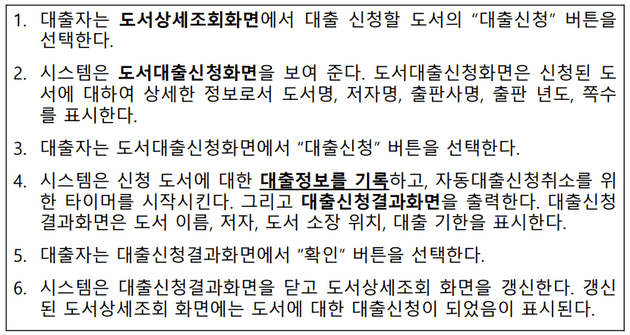 1. 대출자는 도서상세조회화면에서 대출 신청할 도서의 “대출신청” 버튼을
선택한다.
2. 시스템은 도서대출신청화면을 보여 준다. 도서대출신청화면은 신청된 도
서에 대하여 상세한 정보로서 도서명, 저자명, 출판사명, 출판 년도, 쪽수
를 표시한다.
3. 대출자는 도서대출신청화면에서 “대출신청” 버튼을 선택한다.
4. 시스템은 신청 도서에 대한 대출정보를 기록하고, 자동대출신청취소를 위
한 타이머를 시작시킨다. 그리고 대출신청결과화면을 출력한다. 대출신청
결과화면은 도서 이름, 저자, 도서 소장 위치, 대출 기한을 표시한다.
5. 대출자는 대출신청결과화면에서 “확인” 버튼을 선택한다.
6. 시스템은 대출신청결과화면을 닫고 도서상세조회 화면을 갱신한다. 갱신
된 도서상세조회 화면에는 도서에 대한 대출신청이 되었음이 표시된다.